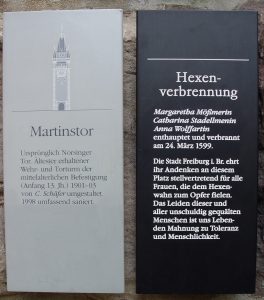 Martinstor
Ursprünglich Norsinger
Tor. Ältester erhaltener
Wehr- und Torturm der
mittelalterlichen Befestigung
(Anfang 13. Jh.) 1901-03
von C. Schäfer umgestaltet.
1998 umfassend saniert.
Hexen-
verbrennung
Margaretha Mößmerin
Catharina Stadellmenin
Anna Wolffartin
enthauptet und verbrannt
am 24. März 1599.
Die Stadt Freiburg i. Br. ehrt
ihr Andenken an diesem
Platz stellvertretend für alle
Frauen, die dem Hexen-
wahn zum Opfer fielen.
Das Leiden dieser und
aller unschuldig gequälten
Menschen ist uns Leben-
den Mahnung zu Toleranz
und Menschlichkeit.